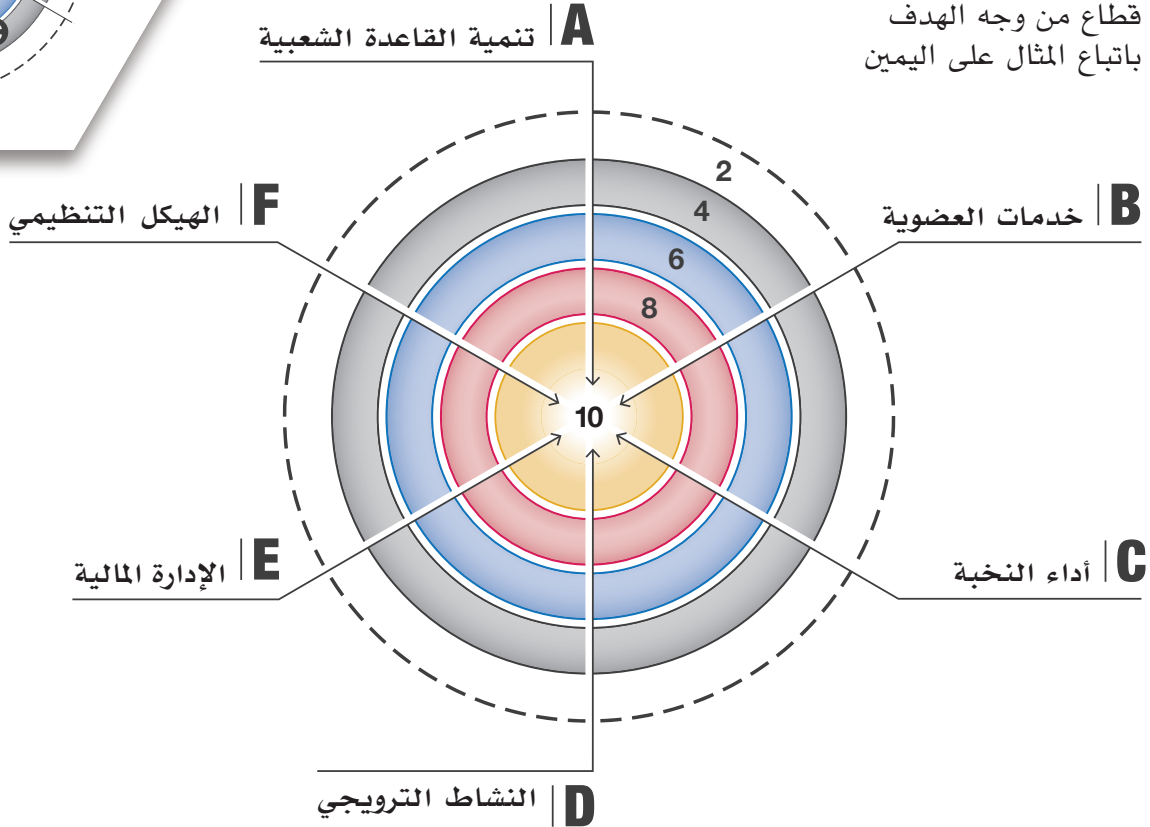 قطاع من وجه الهدف
باتباع المثال على اليمين
A | تنمية القاعدة الشعبية
B | خدمات العضوية
F | الهيكل التنظيمي
2
4
6
8
10
C | أداء النخبة
E | الإدارة المالية
D | النشاط الترويجي